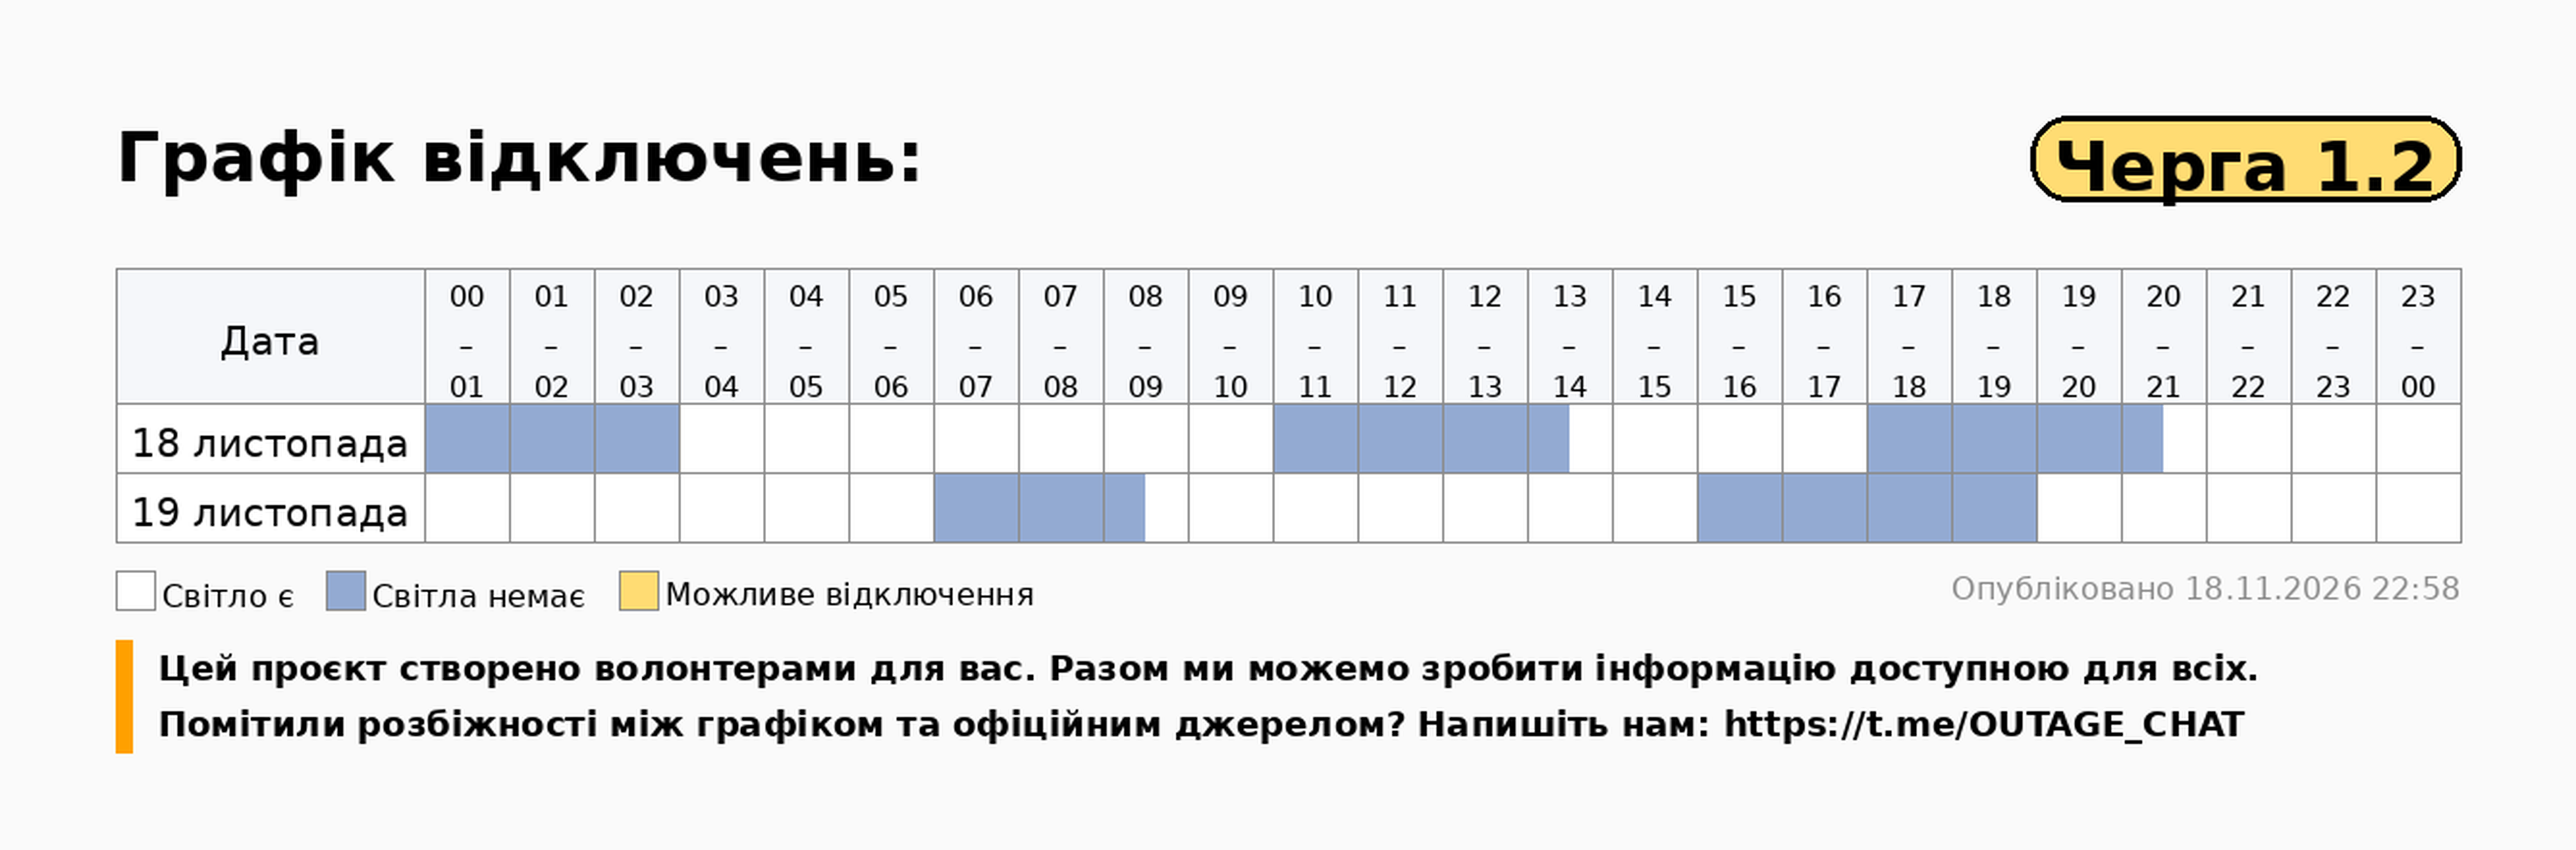 Графік відключень:
Черга 1.2
Дата 00 – 01 01 – 02 02 – 03 03 – 04 04 – 05 05 – 06 06 – 07 07 – 08 08 – 09 09 – 10 10 – 11 11 – 12 12 – 13 13 – 14 14 – 15 15 – 16 16 – 17 17 – 18 18 – 19 19 – 20 20 – 21 21 – 22 22 – 23 23 – 00
18 листопада
19 листопада
Світло є Світла немає Можливе відключення
Опубліковано 18.11.2026 22:58
Цей проєкт створено волонтерами для вас. Разом ми можемо зробити інформацію доступною для всіх.
Помітили розбіжності між графіком та офіційним джерелом? Напишіть нам: https://t.me/OUTAGE_CHAT